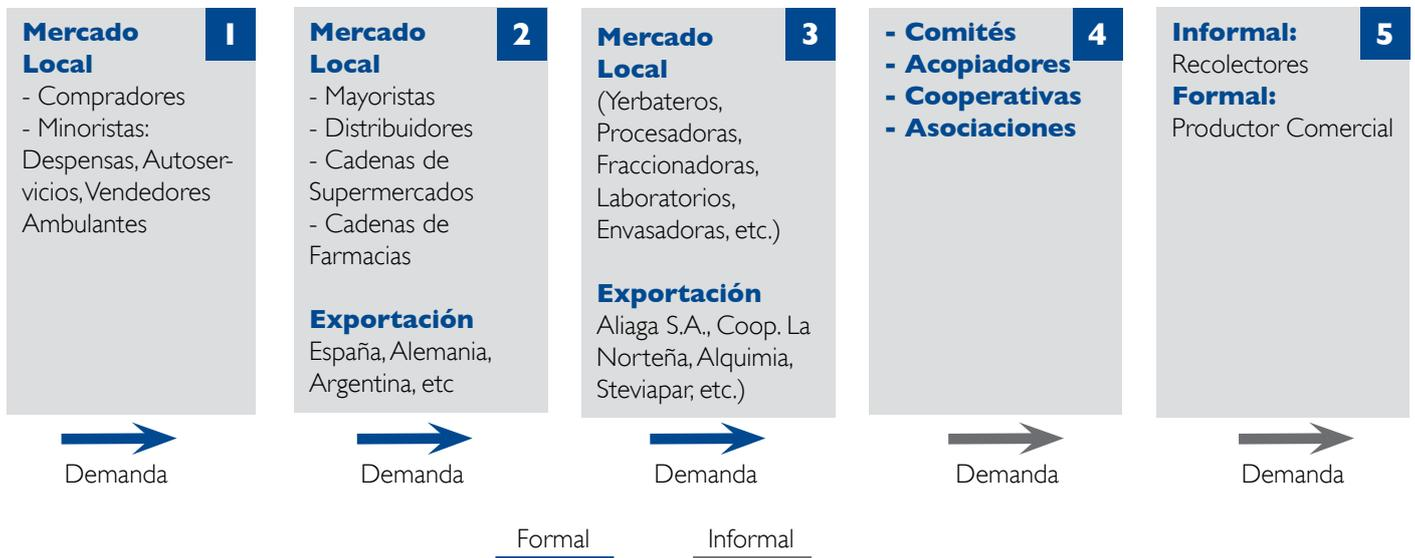 1
Mercado
Local
- Compradores
- Minoristas:
Despensas, Autoser-
vicios, Vendedores
Ambulantes
2
Mercado
Local
- Mayoristas
- Distribuidores
- Cadenas de
Supermercados
- Cadenas de
Farmacias
Exportación
España, Alemania,
Argentina, etc
3
Mercado
Local
(Yerbateros,
Procesadoras,
Fraccionadoras,
Laboratorios,
Envasadoras, etc.)
Exportación
Aliaga S.A., Coop. La
Norteña, Alquimia,
Steviapar, etc.)
4
- Comités
- Acopiadores
- Cooperativas
- Asociaciones
5
Informal:
Recolectores
Formal:
Productor Comercial
Demanda
Demanda
Demanda
Demanda
Demanda
Formal
Informal